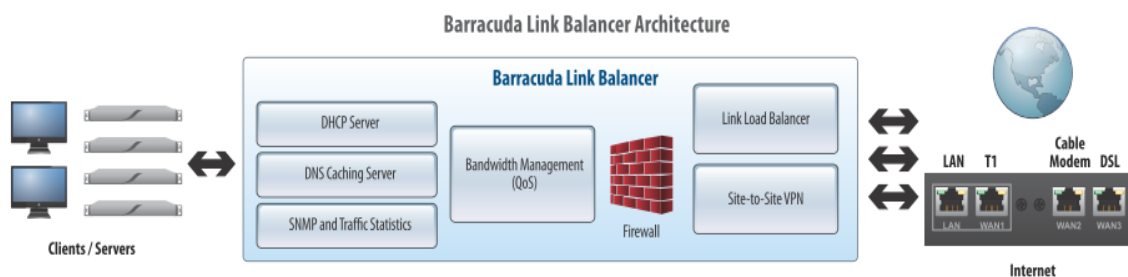 Barracuda Link Balancer Architecture
Clients / Servers
Barracuda Link Balancer
DHCP Server
DNS Caching Server
SNMP and Traffic Statistics
Bandwidth Management
(QoS)
Firewall
Link Load Balancer
Site-to-Site VPN
LAN
T1
Cable
Modem
DSL
LAN
WAN1
WAN2
WAN3
Internet